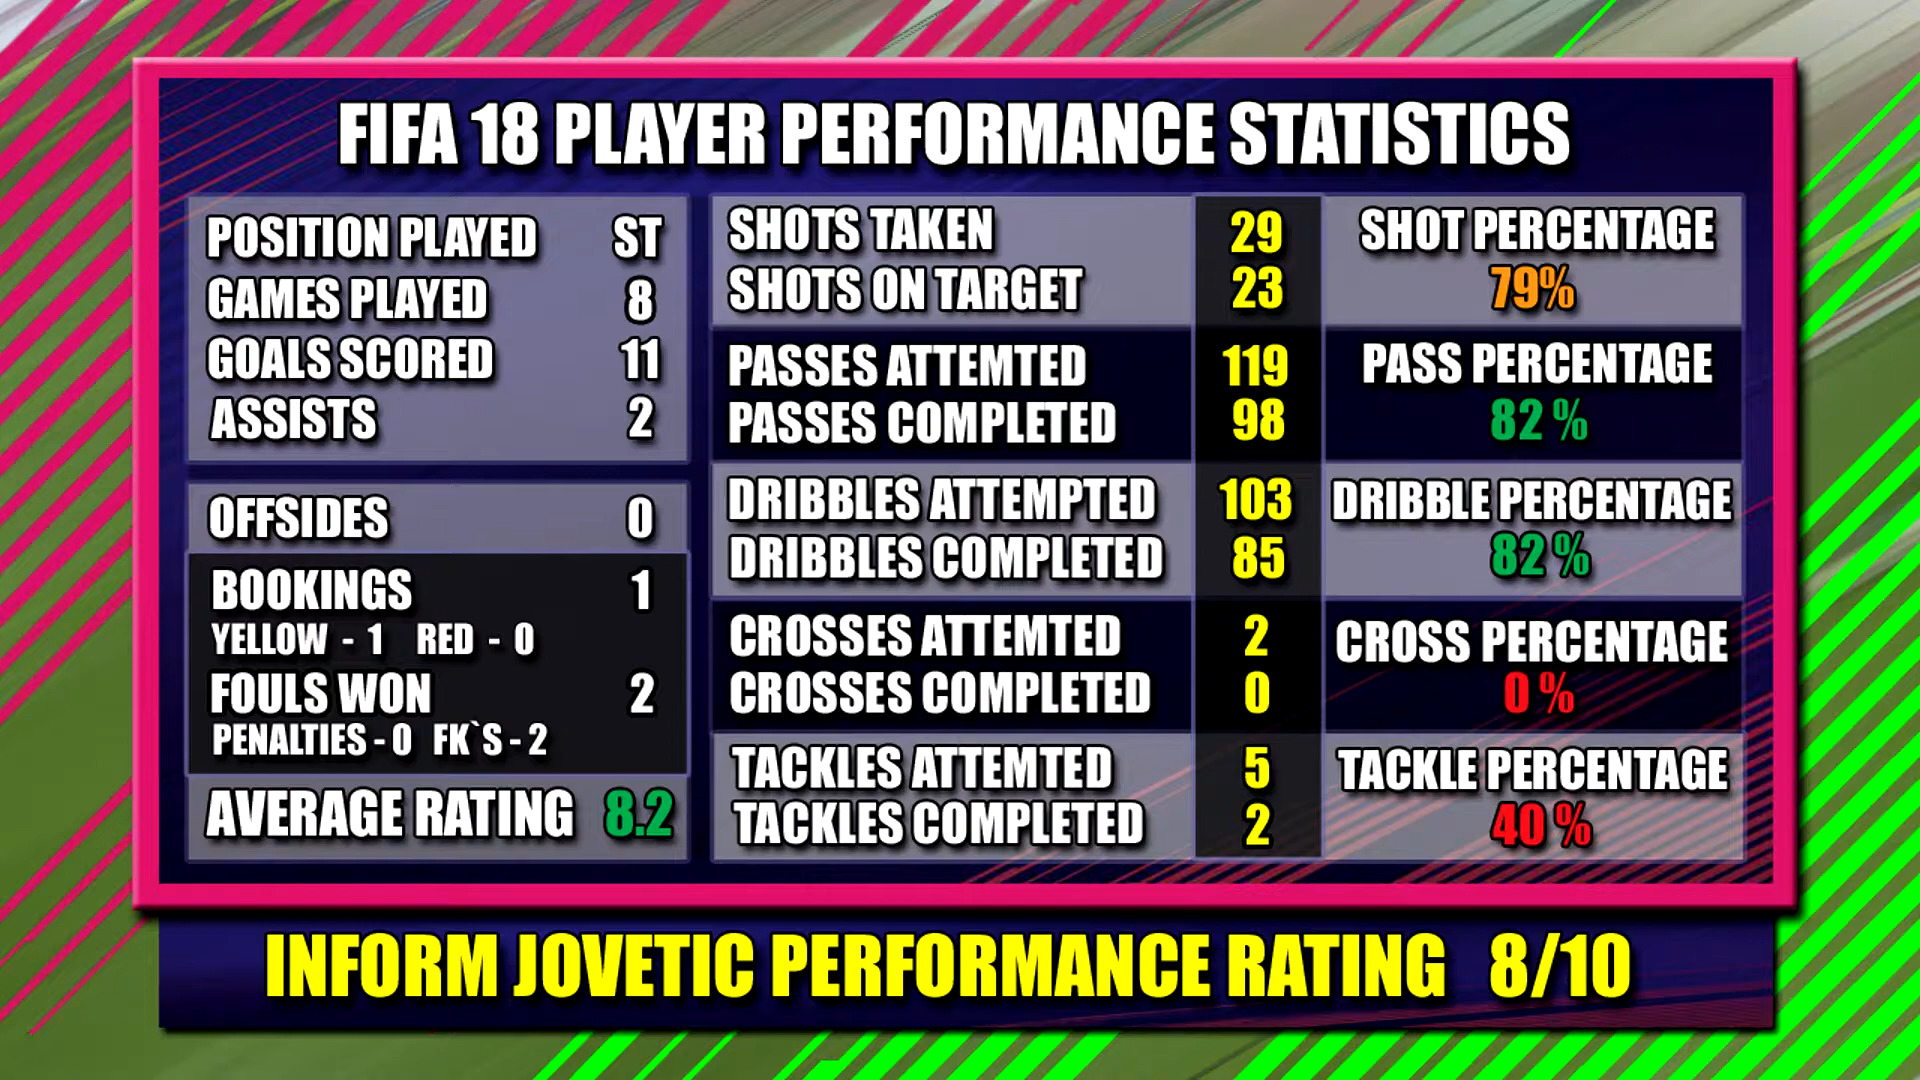 FIFA 18 PLAYER PERFORMANCE STATISTICS
POSITION PLAYED ST
GAMES PLAYED 8
GOALS SCORED 11
ASSISTS 2
OFFSIDES 0
BOOKINGS 1
YELLOW - 1 RED - 0
FOULS WON 2
PENALTIES - 0 FK`S - 2
AVERAGE RATING 8.2
SHOTS TAKEN 29
SHOTS ON TARGET 23
SHOT PERCENTAGE
79%
PASSES ATTEMTED 119
PASSES COMPLETED 98
PASS PERCENTAGE
82 %
DRIBBLES ATTEMPTED 103
DRIBBLES COMPLETED 85
DRIBBLE PERCENTAGE
82 %
CROSSES ATTEMTED 2
CROSSES COMPLETED 0
CROSS PERCENTAGE
0 %
TACKLES ATTEMTED 5
TACKLES COMPLETED 2
TACKLE PERCENTAGE
40 %
INFORM JOVETIC PERFORMANCE RATING 8/10